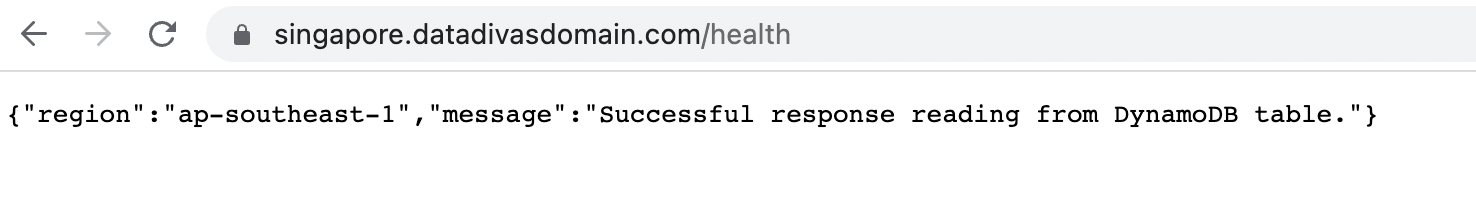 singapore.datadivasdomain.com/health
{"region":"ap-southeast-1","message":"Successful response reading from DynamoDB table."}